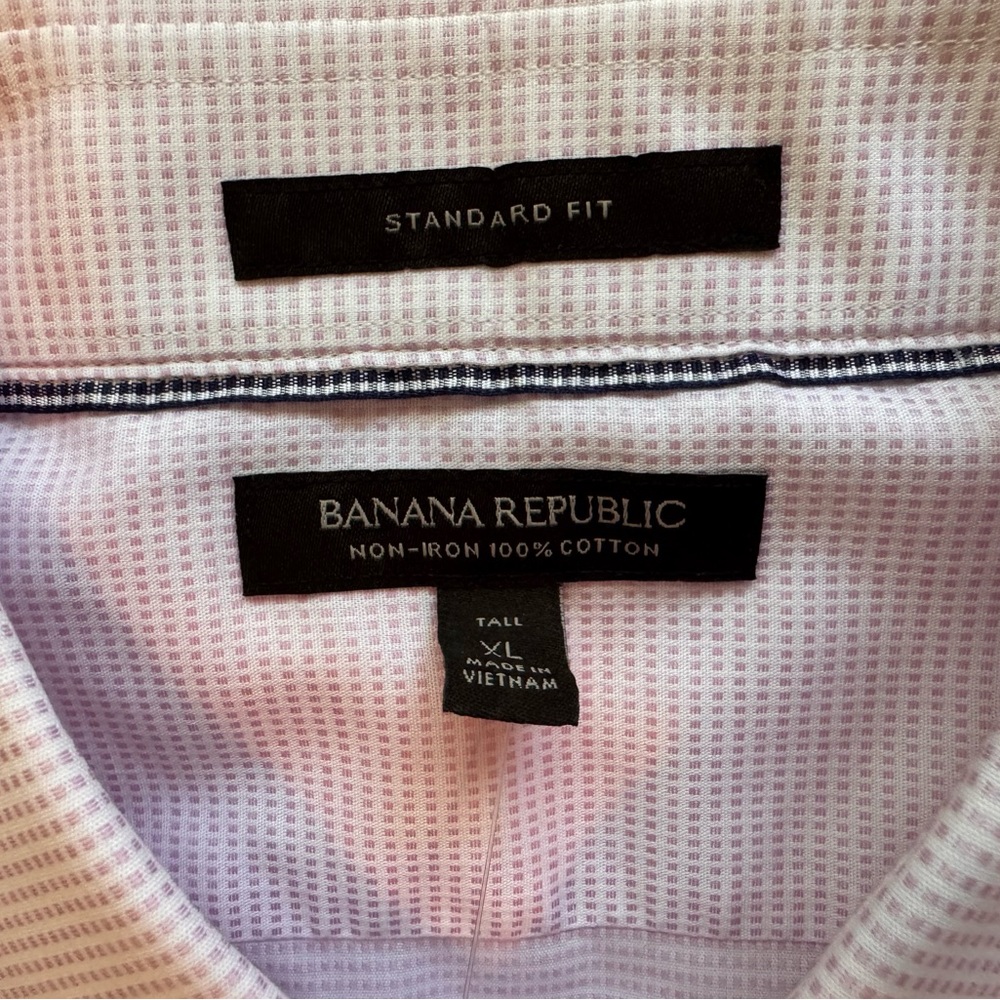 STANDARD FIT
BANANA REPUBLIC
NON-IRON 100% COTTON
TALL
XL
MADE IN
VIETNAM